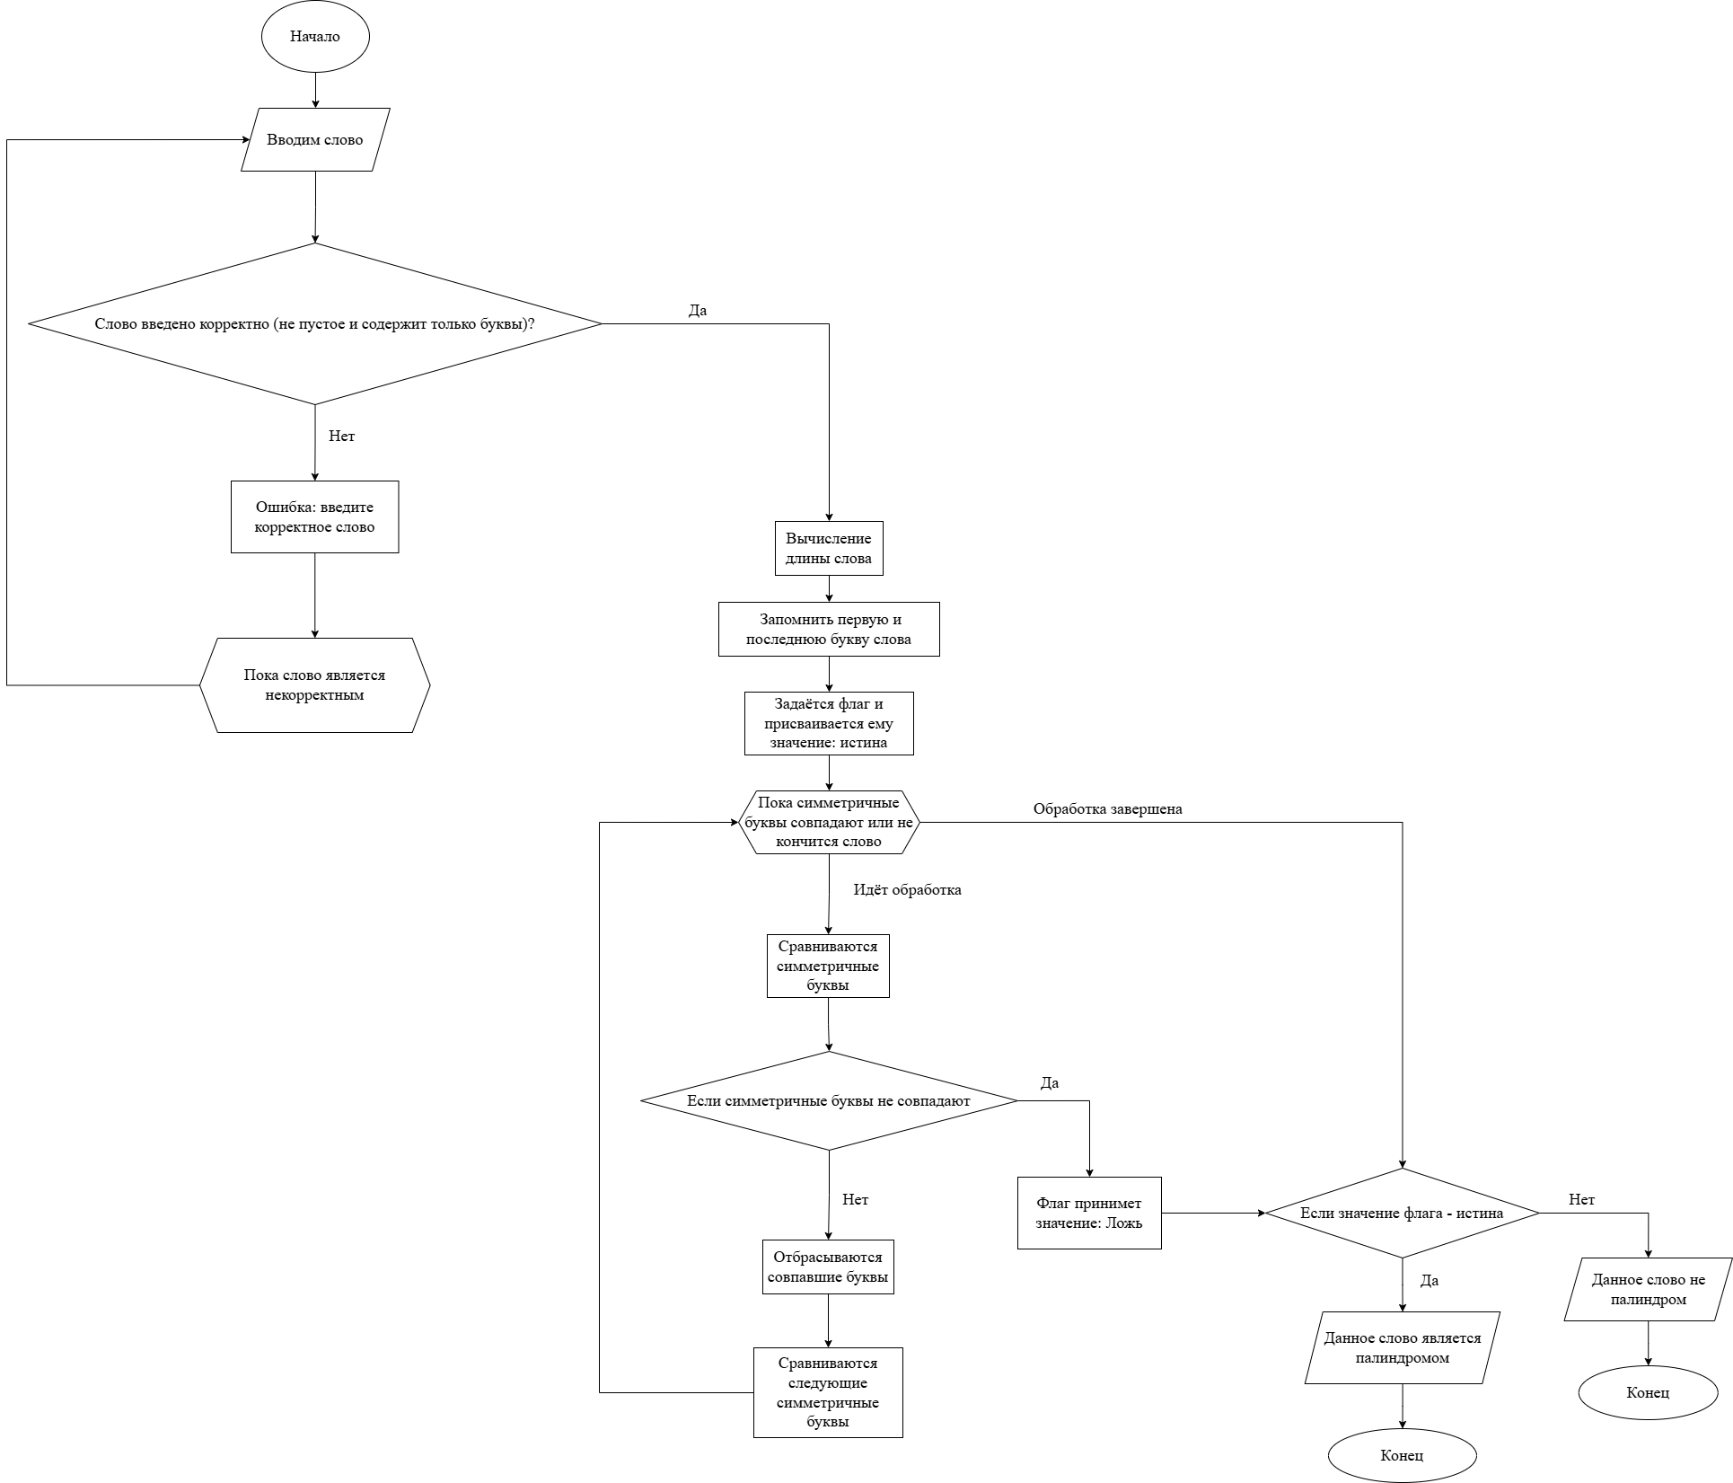 Начало
Вводим слово
Слово введено корректно (не пустое и содержит только буквы)?
Да
Нет
Ошибка: введите
корректное слово
Пока слово является
некорректным
Вычисление
длины слова
Запомнить первую и
последнюю букву слова
Задаётся флаг и
присваивается ему
значение: истина
Пока симметричные
буквы совпадают или не
кончится слово
Обработка завершена
Идёт обработка
Сравниваются
симметричные
буквы
Если симметричные буквы не совпадают
Да
Нет
Флаг принимет
значение: Ложь
Отбрасываются
совпавшие буквы
Сравниваются
следующие
симметричные
буквы
Если значение флага - истина
Нет
Да
Данное слово не
палиндром
Конец
Данное слово является
палиндромом
Конец